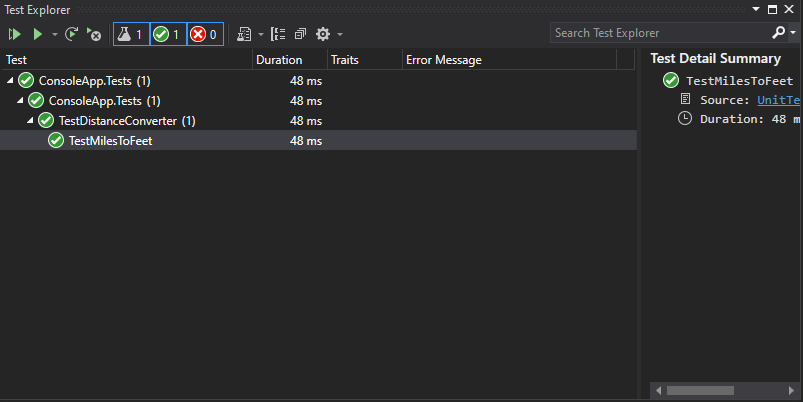 Test Explorer
1 1 0
Search Test Explorer
Test Duration Traits Error Message
ConsoleApp.Tests (1) 48 ms
ConsoleApp.Tests (1) 48 ms
TestDistanceConverter (1) 48 ms
TestMilesToFeet 48 ms
Test Detail Summary
TestMilesToFeet
Source: UnitTe
Duration: 48 m